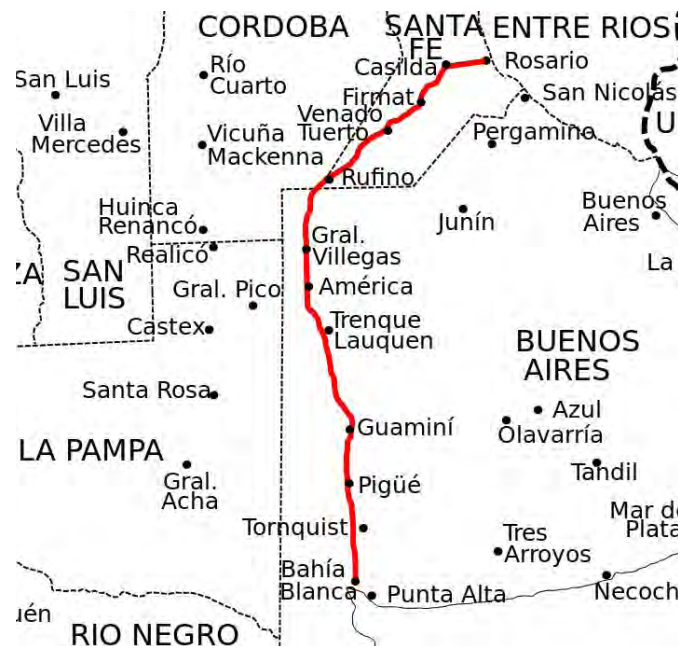 CORDOBA
SANTA
FE
ENTRE RIOS
San Luis
Río
Cuarto
Casilda
Rosario
Villa
Mercedes
Firmat
San Nicolás
Vicuña
Mackenna
Venado
Tuerto
Pergamino
U
Rufino
Huinca
Renancó
Junín
Buenos
Aires
Realicó
Gral.
Villegas
La
ZA
SAN
LUIS
Gral. Pico
América
Castex
Trenque
Lauquen
BUENOS
AIRES
Santa Rosa
Azul
Guaminí
Olavarría
LA PAMPA
Gral.
Acha
Pigüé
Tandil
Tornquist
Mar de
Plata
Tres
Arroyos
Bahía
Blanca
Punta Alta
Necoch
uén
RIO NEGRO